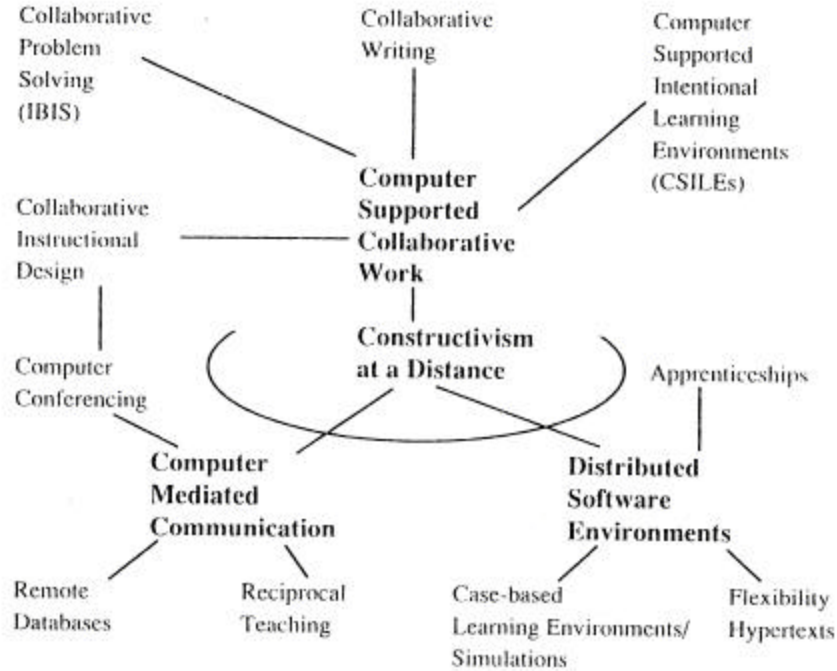 Collaborative
Problem
Solving
(IBIS)
Collaborative
Writing
Computer
Supported
Intentional
Learning
Environments
(CSILEs)
Computer
Supported
Collaborative
Work
Collaborative
Instructional
Design
Constructivism
at a Distance
Computer
Conferencing
Apprenticeships
Computer
Mediated
Communication
Distributed
Software
Environments
Remote
Databases
Reciprocal
Teaching
Case-based
Learning Environments/
Simulations
Flexibility
Hypertexts